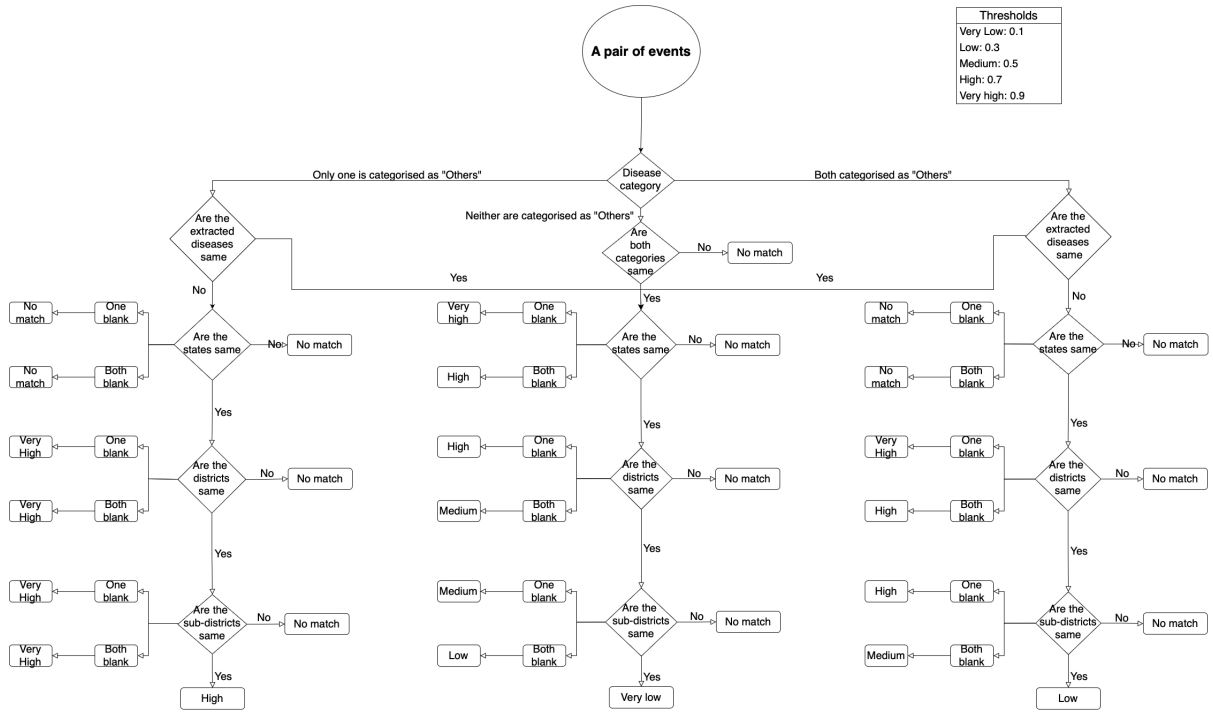 Thresholds
Very Low: 0.1
Low: 0.3
Medium: 0.5
High: 0.7
Very high: 0.9
A pair of events
Disease
category
Only one is categorised as "Others"
Both categorised as "Others"
Neither are categorised as "Others"
Are the
extracted
diseases
same
Are
both
categories
same
No
No match
Are the
extracted
diseases
same
Yes
Yes
No
Yes
No
No
match
One
blank
Are the
states same
No
No match
No
match
Both
blank
Very
high
One
blank
Are the
states same
No
No match
High
Both
blank
No
match
One
blank
Are the
states same
No
No match
No
match
Both
blank
Yes
Yes
Yes
Very
High
One
blank
Are the
districts
same
No
No match
Very
High
Both
blank
High
One
blank
Are the
districts
same
No
No match
Medium
Both
blank
Very
High
One
blank
Are the
districts
same
No
No match
High
Both
blank
Yes
Yes
Yes
Very
High
One
blank
Are the
sub-districts
same
No
No match
Very
High
Both
blank
Medium
One
blank
Are the
sub-districts
same
No
No match
Low
Both
blank
High
One
blank
Are the
sub-districts
same
No
No match
Medium
Both
blank
Yes
Yes
Yes
High
Very low
Low